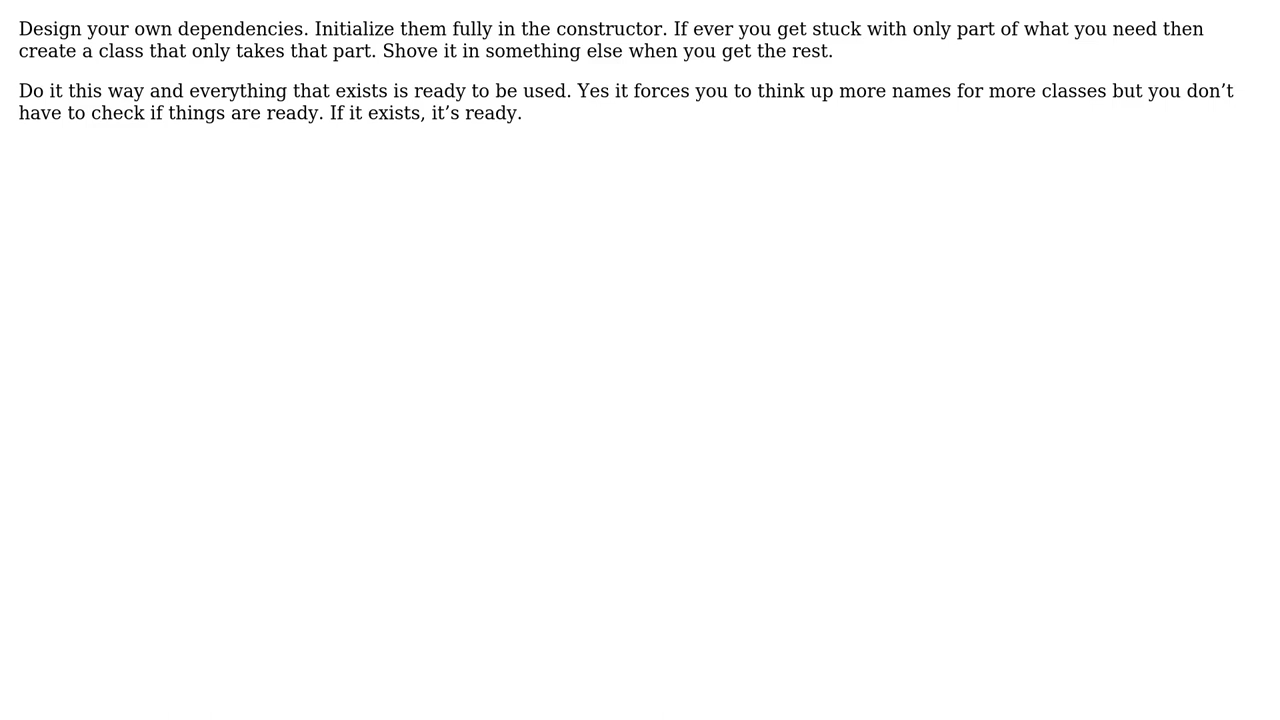 Design your own dependencies. Initialize them fully in the constructor. If ever you get stuck with only part of what you need then
create a class that only takes that part. Shove it in something else when you get the rest.
Do it this way and everything that exists is ready to be used. Yes it forces you to think up more names for more classes but you don’t
have to check if things are ready. If it exists, it’s ready.